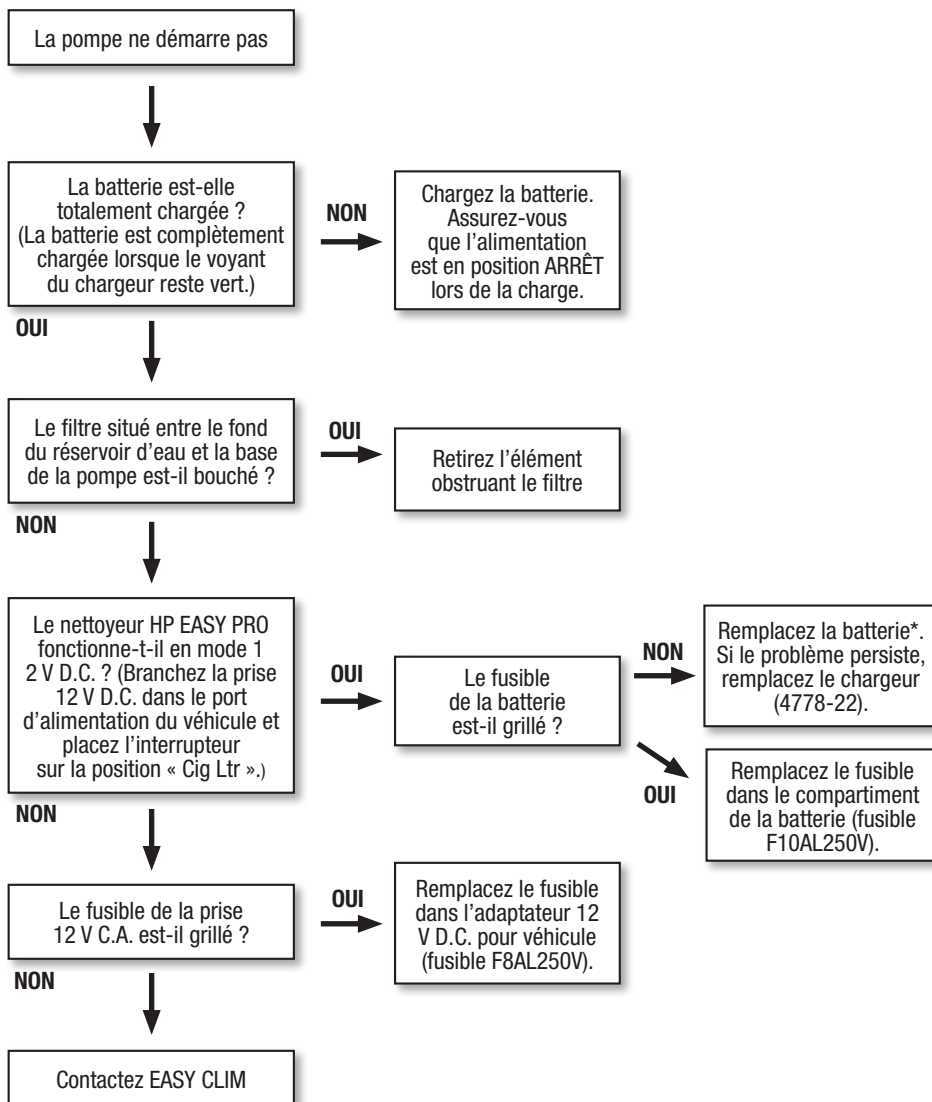 La pompe ne démarre pas
La batterie est-elle
totalement chargée ?
(La batterie est complètement
chargée lorsque le voyant
du chargeur reste vert.)
NON
Chargez la batterie.
Assurez-vous
que l’alimentation
est en position ARRÊT
lors de la charge.
OUI
Le filtre situé entre le fond
du réservoir d’eau et la base
de la pompe est-il bouché ?
OUI
Retirez l’élément
obstruant le filtre
NON
Le nettoyeur HP EASY PRO
fonctionne-t-il en mode 1
2 V D.C. ? (Branchez la prise
12 V D.C. dans le port
d’alimentation du véhicule et
placez l’interrupteur
sur la position « Cig Ltr ».)
OUI
Le fusible
de la batterie
est-il grillé ?
NON
Remplacez la batterie*.
Si le problème persiste,
remplacez le chargeur
(4778-22).
OUI
Remplacez le fusible
dans le compartiment
de la batterie (fusible
F10AL250V).
NON
Le fusible de la prise
12 V C.A. est-il grillé ?
OUI
Remplacez le fusible
dans l’adaptateur 12
V D.C. pour véhicule
(fusible F8AL250V).
NON
Contactez EASY CLIM